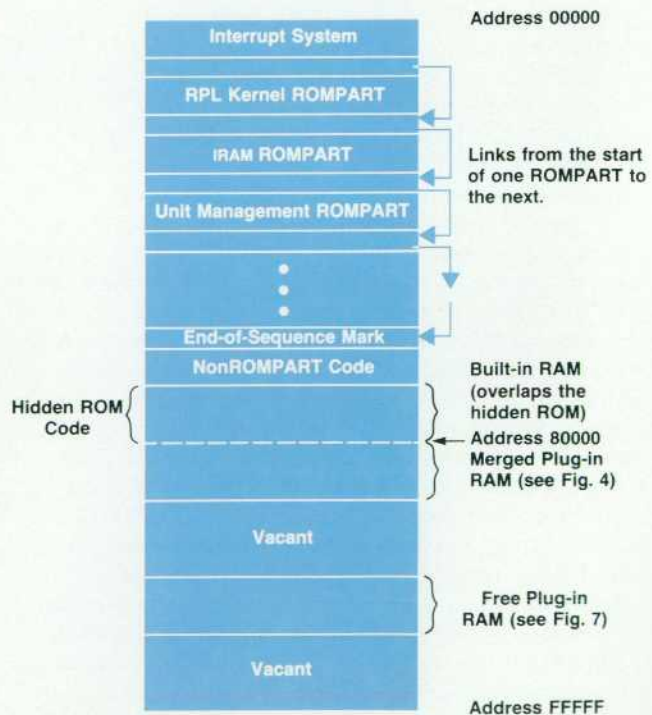 Address 00000
Interrupt System
RPL Kernel ROMPART
IRAM ROMPART
Links from the start
of one ROMPART to
the next.
Unit Management ROMPART
End-of-Sequence Mark
NonROMPART Code
Hidden ROM
Code
Built-in RAM
(overlaps the
hidden ROM)
Address 80000
Merged Plug-in
RAM (see Fig. 4)
Vacant
Free Plug-in
RAM (see Fig. 7)
Vacant
Address FFFFF